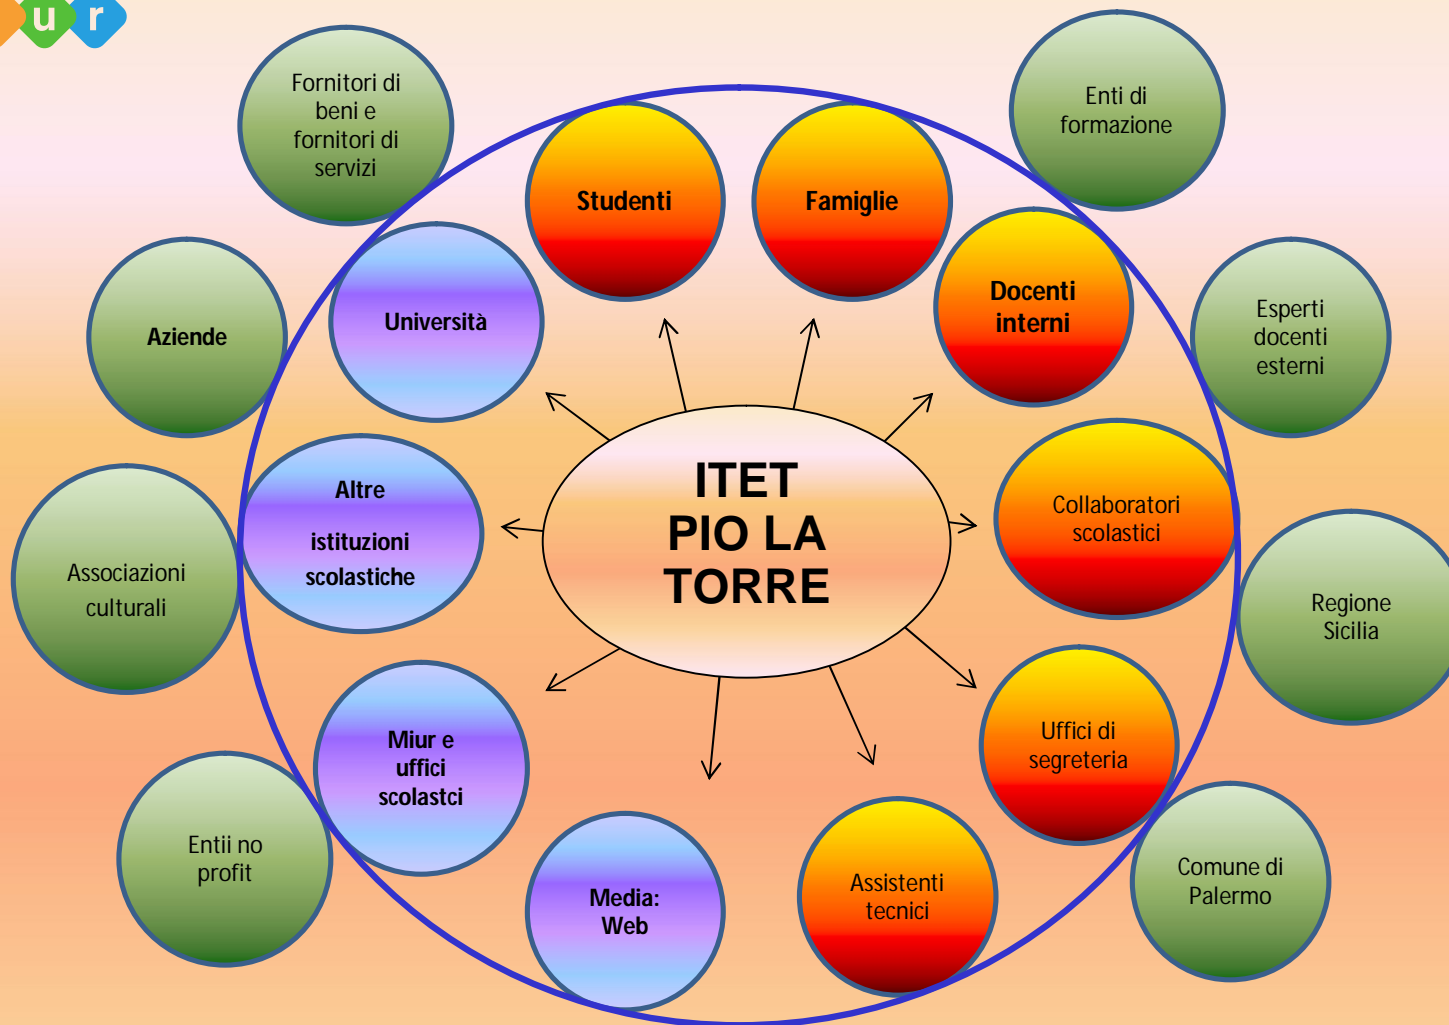 ur
Fornitori di
beni e
fornitori di
servizi
Studenti
Famiglie
Enti di
formazione
Aziende
Università
Docenti
interni
Esperti
docenti
esterni
Altre
istituzioni
scolastiche
ITET
PIO LA
TORRE
Collaboratori
scolastici
Associazioni
culturali
Regione
Sicilia
Miur e
uffici
scolastci
Uffici di
segreteria
Entii no
profit
Media:
Web
Assistenti
tecnici
Comune di
Palermo